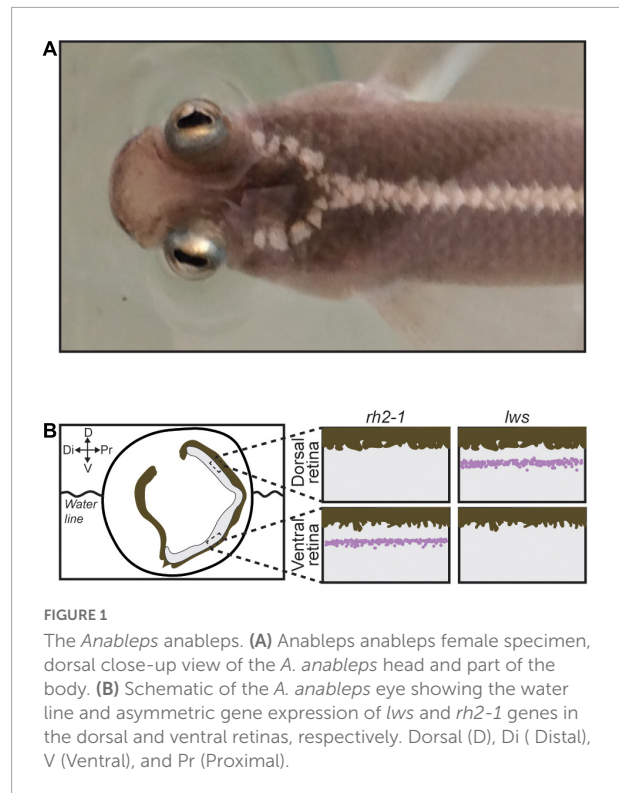 A
B
D
Di Pr
V
Water
line
Dorsal
retina
Ventral
retina
rh2-1 lws
FIGURE 1
The Anableps anableps. (A) Anableps anableps female specimen,
dorsal close-up view of the A. anableps head and part of the
body. (B) Schematic of the A. anableps eye showing the water
line and asymmetric gene expression of lws and rh2-1 genes in
the dorsal and ventral retinas, respectively. Dorsal (D), Di ( Distal),
V (Ventral), and Pr (Proximal).